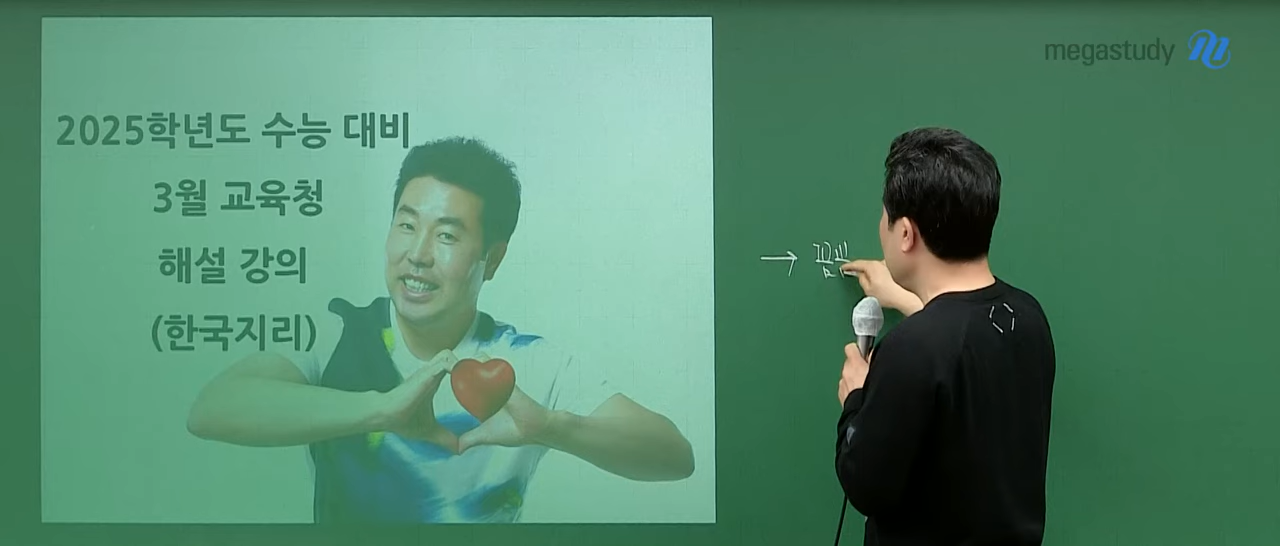 2025학년도 수능 대비
3월 교육청
해설 강의
(한국지리)
megastudy
→